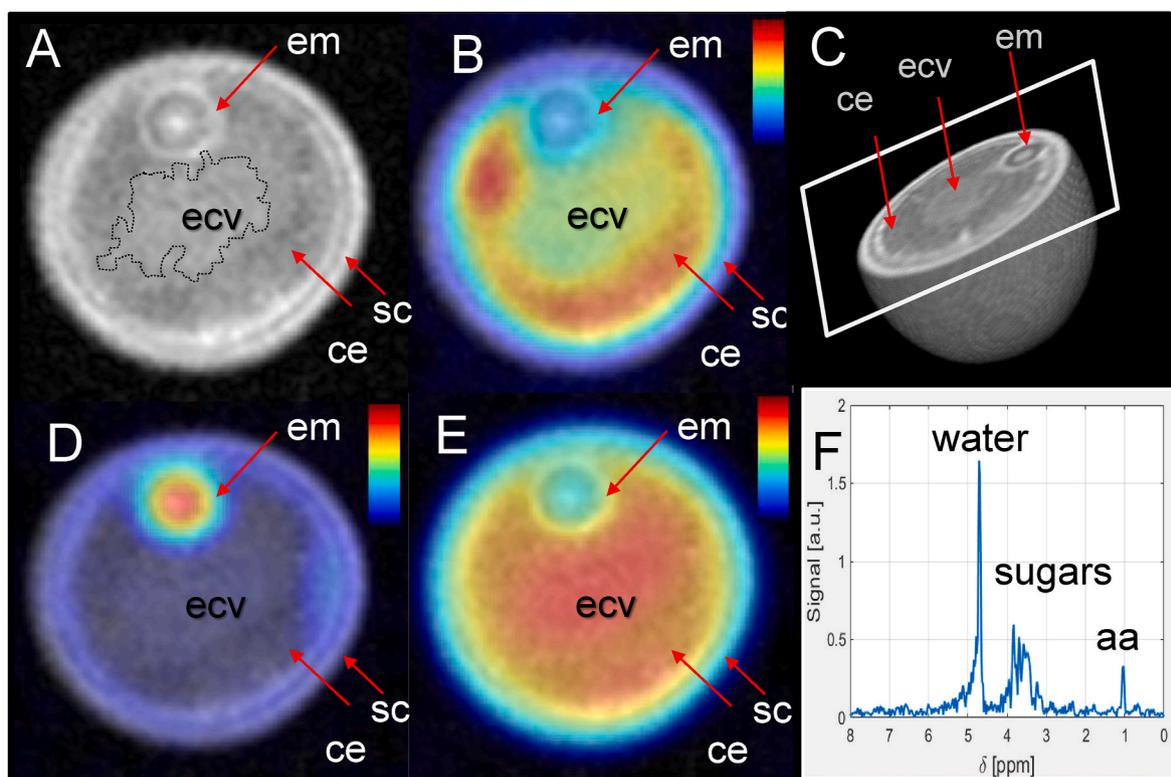 A
em
ecv
sc
ce
B
em
ecv
sc
ce
C
em
ecv
ce
D
em
ecv
sc
ce
E
em
ecv
sc
ce
F
water
sugars
aa
Signal [a.u.]
2
1.5
1
0.5
0
8 7 6 5 4 3 2 1 0
δ [ppm]